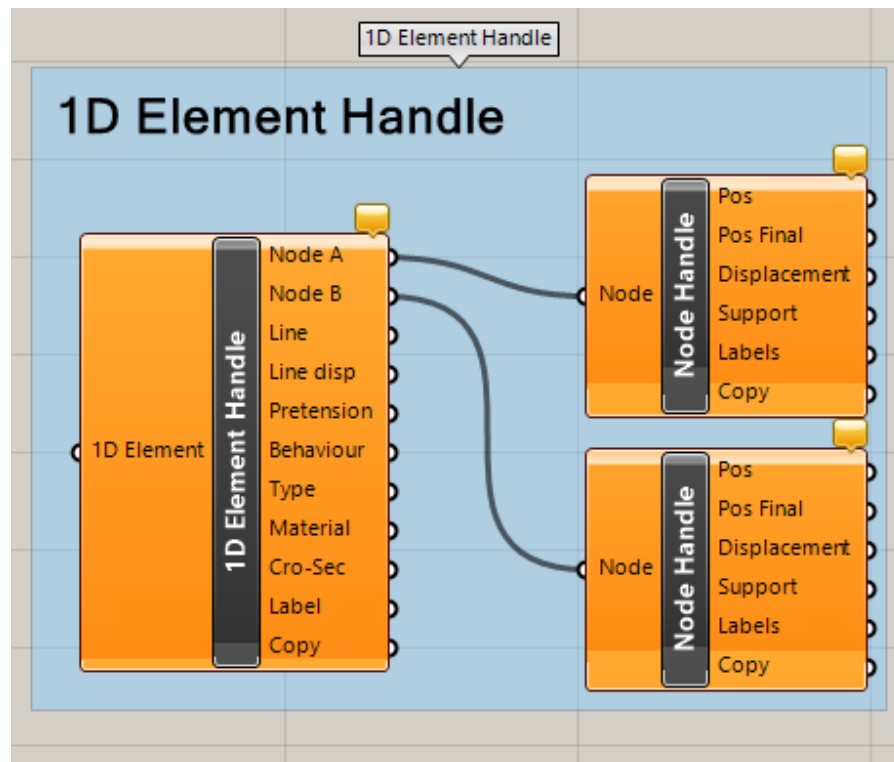 1D Element Handle
1D Element Handle
1D Element
1D Element Handle
Node A
Node B
Line
Line disp
Pretension
Behaviour
Type
Material
Cro-Sec
Label
Copy
Node
Node Handle
Pos
Pos Final
Displacement
Support
Labels
Copy
Node
Node Handle
Pos
Pos Final
Displacement
Support
Labels
Copy